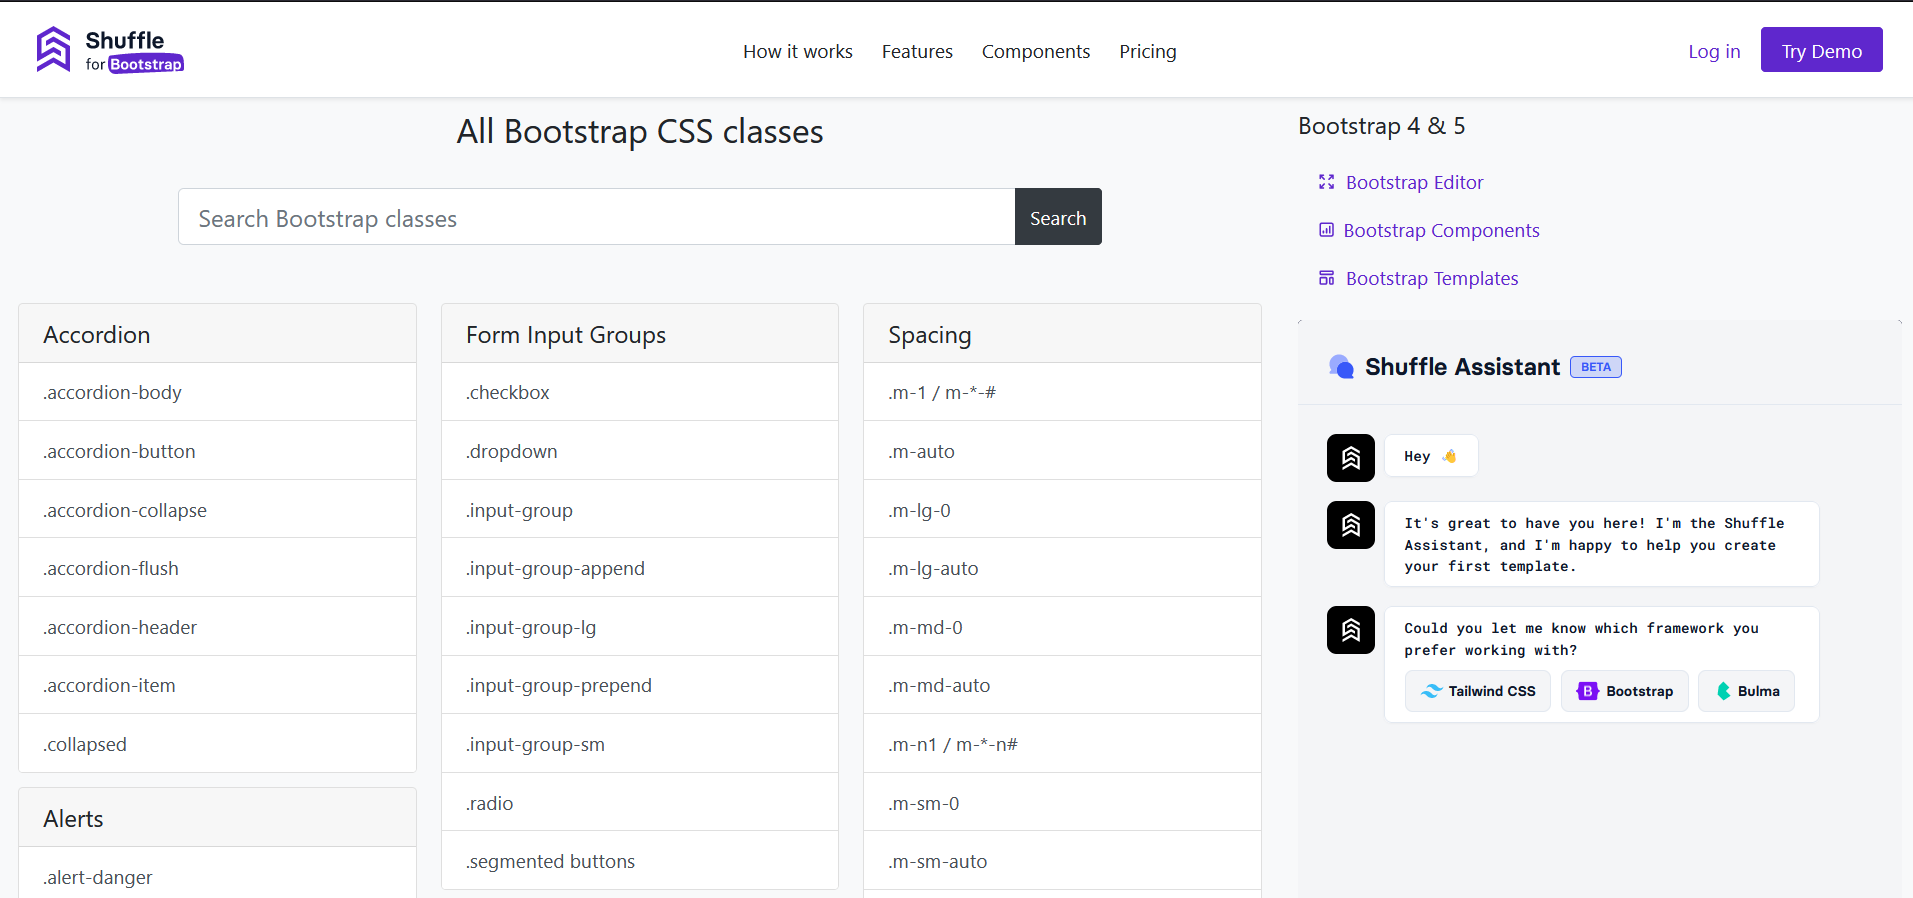 Shuffle
for Bootstrap
How it works
Features
Components
Pricing
Log in
Try Demo
All Bootstrap CSS classes
Search Bootstrap classes
Search
Accordion
.accordion-body
.accordion-button
.accordion-collapse
.accordion-flush
.accordion-header
.accordion-item
.collapsed
Alerts
.alert-danger
Form Input Groups
.checkbox
.dropdown
.input-group
.input-group-append
.input-group-lg
.input-group-prepend
.input-group-sm
.radio
.segmented buttons
Spacing
.m-1 / m-*-#
.m-auto
.m-lg-0
.m-lg-auto
.m-md-0
.m-md-auto
.m-n1 / m-*-n#
.m-sm-0
.m-sm-auto
Bootstrap 4 & 5
Bootstrap Editor
Bootstrap Components
Bootstrap Templates
Shuffle Assistant BETA
Hey 👋
It's great to have you here! I'm the Shuffle
Assistant, and I'm happy to help you create
your first template.
Could you let me know which framework you
prefer working with?
Tailwind CSS
B Bootstrap
Bulma